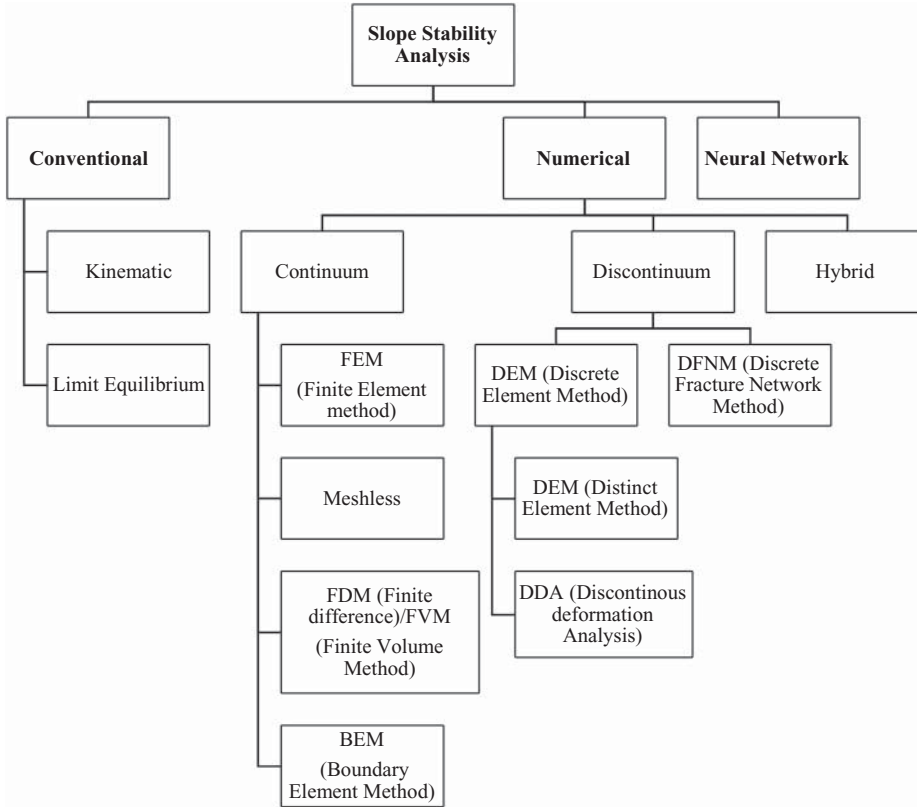 Slope Stability
Analysis
Conventional
Numerical
Neural Network
Kinematic
Continuum
Discontinuum
Hybrid
Limit Equilibrium
FEM
(Finite Element
method)
DEM (Discrete
Element Method)
DFNM (Discrete
Fracture Network
Method)
Meshless
DEM (Distinct
Element Method)
FDM (Finite
difference)/FVM
(Finite Volume
Method)
DDA (Discontinous
deformation
Analysis)
BEM
(Boundary
Element Method)